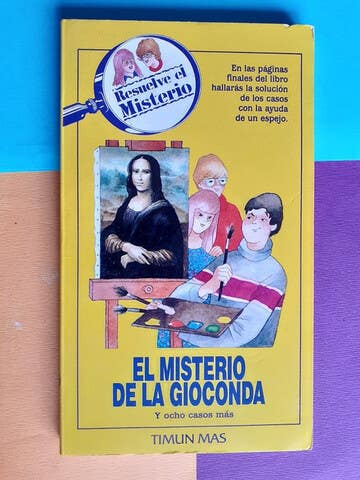 Resuelve el
Misterio
En las páginas
finales del libro
hallarás la solución
de los casos
con la ayuda
de un espejo.
EL MISTERIO
DE LA GIOCONDA
Y ocho casos más
TIMUN MAS